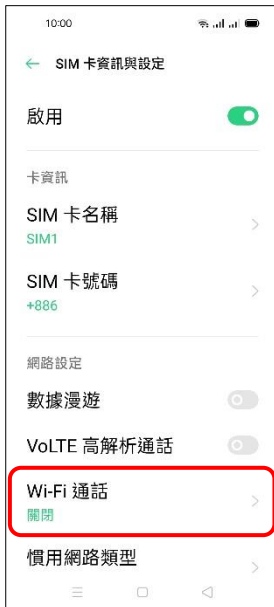 10:00
SIM 卡資訊與設定
啟用
卡資訊
SIM 卡名稱
SIM1
SIM 卡號碼
+886
網路設定
數據漫遊
VoLTE 高解析通話
Wi-Fi 通話
關閉
慣用網路類型